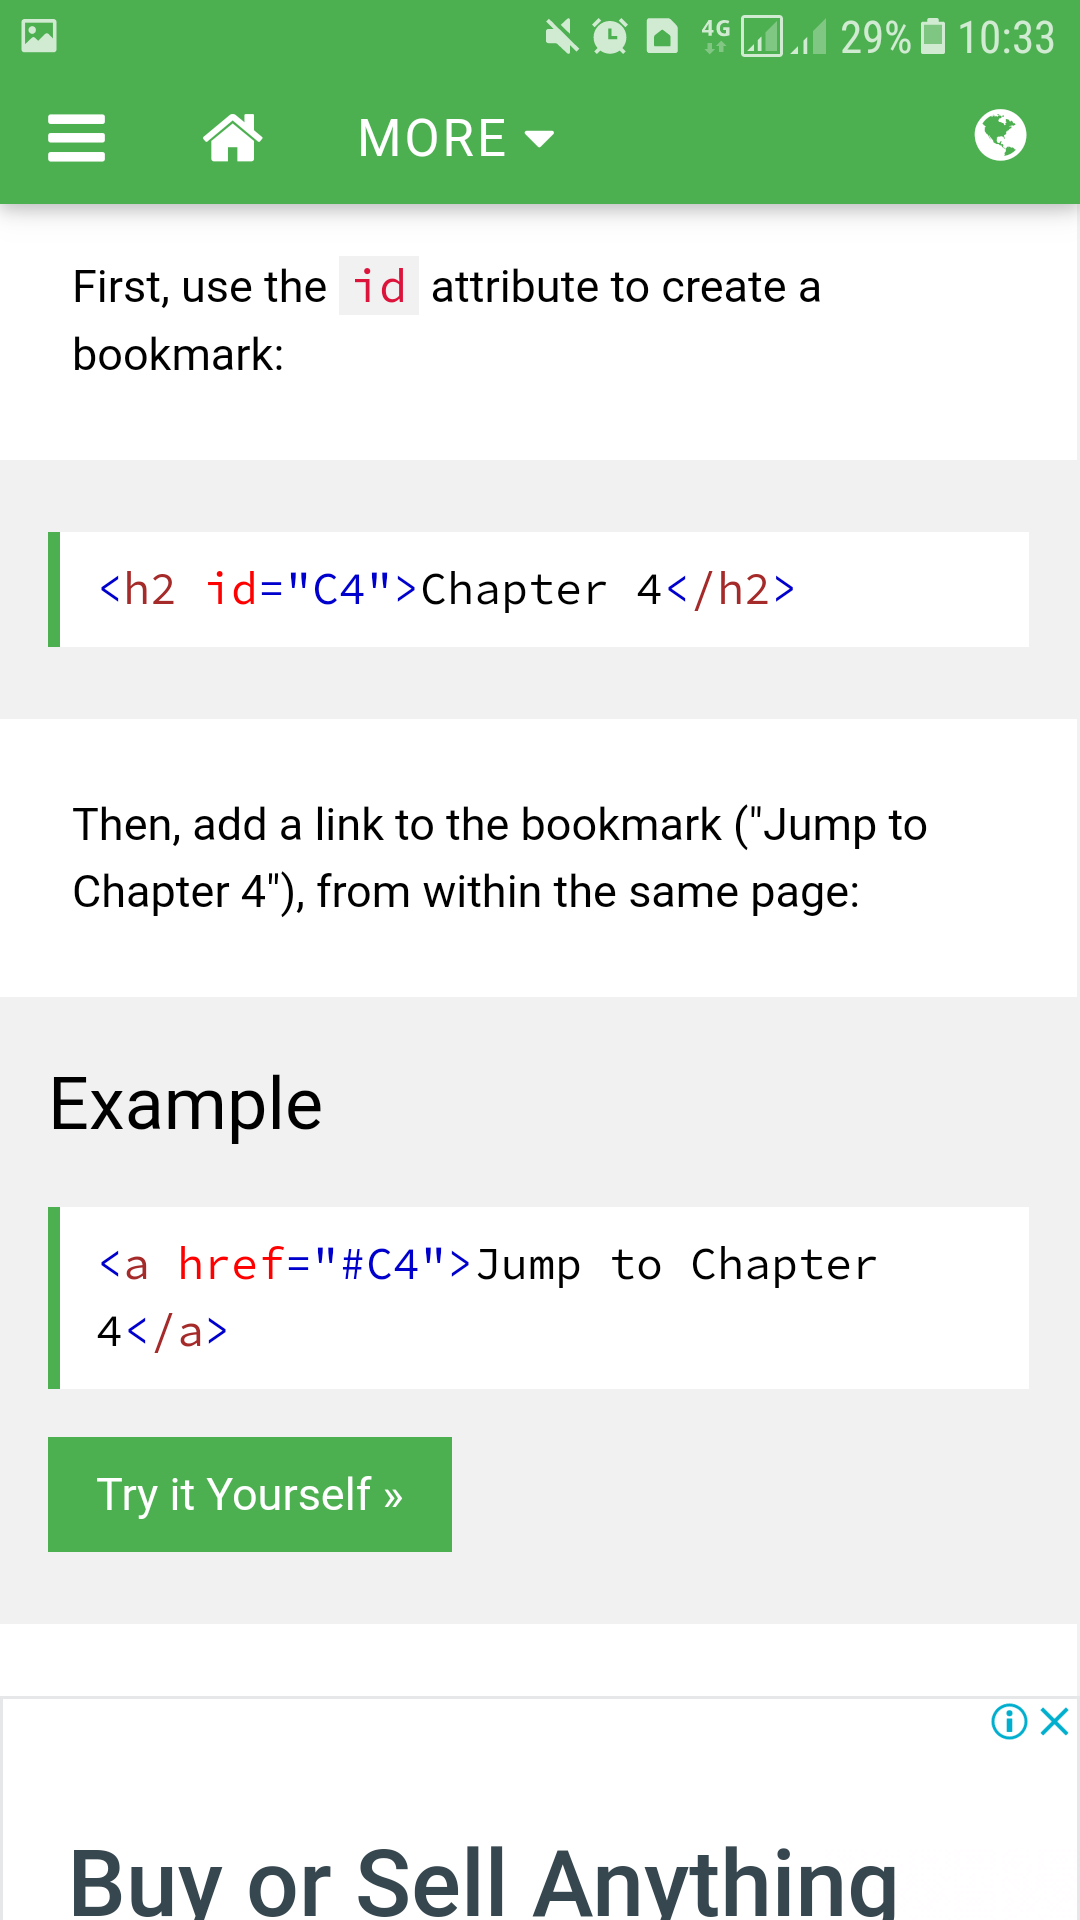 4G 29% 10:33
MORE
First, use the id attribute to create a
bookmark:
<h2 id="C4">Chapter 4</h2>
Then, add a link to the bookmark ("Jump to
Chapter 4"), from within the same page:
Example
<a href="#C4">Jump to Chapter
4</a>
Try it Yourself »
Buy or Sell Anything